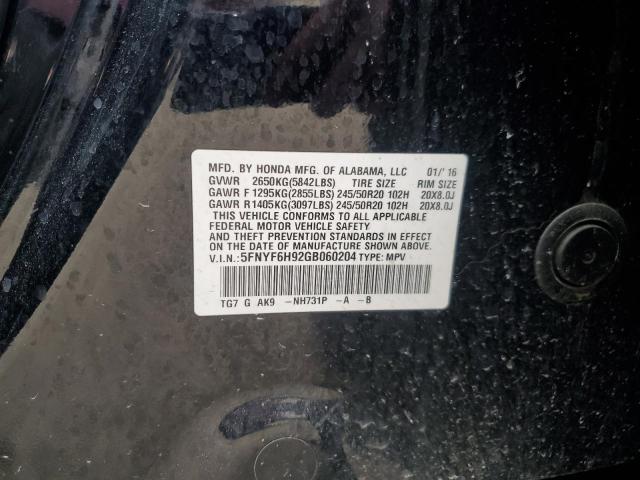 MFD. BY HONDA MFG. OF ALABAMA, LLC 01/'16
GVWR 2650KG(5842LBS) TIRE SIZE RIM SIZE
GAWR F 1295KG(2855LBS) 245/50R20 102H 20X8.0J
GAWR R 1405KG(3097LBS) 245/50R20 102H 20X8.0J
THIS VEHICLE CONFORMS TO ALL APPLICABLE
FEDERAL MOTOR VEHICLE SAFETY
AND THEFT PREVENTION STANDARDS IN EFFECT
ON THE DATE OF MANUFACTURE SHOWN ABOVE.
V.I.N.: 5FNYF6H92GB060204 TYPE: MPV
TG7 G AK9 -NH731P -A -B